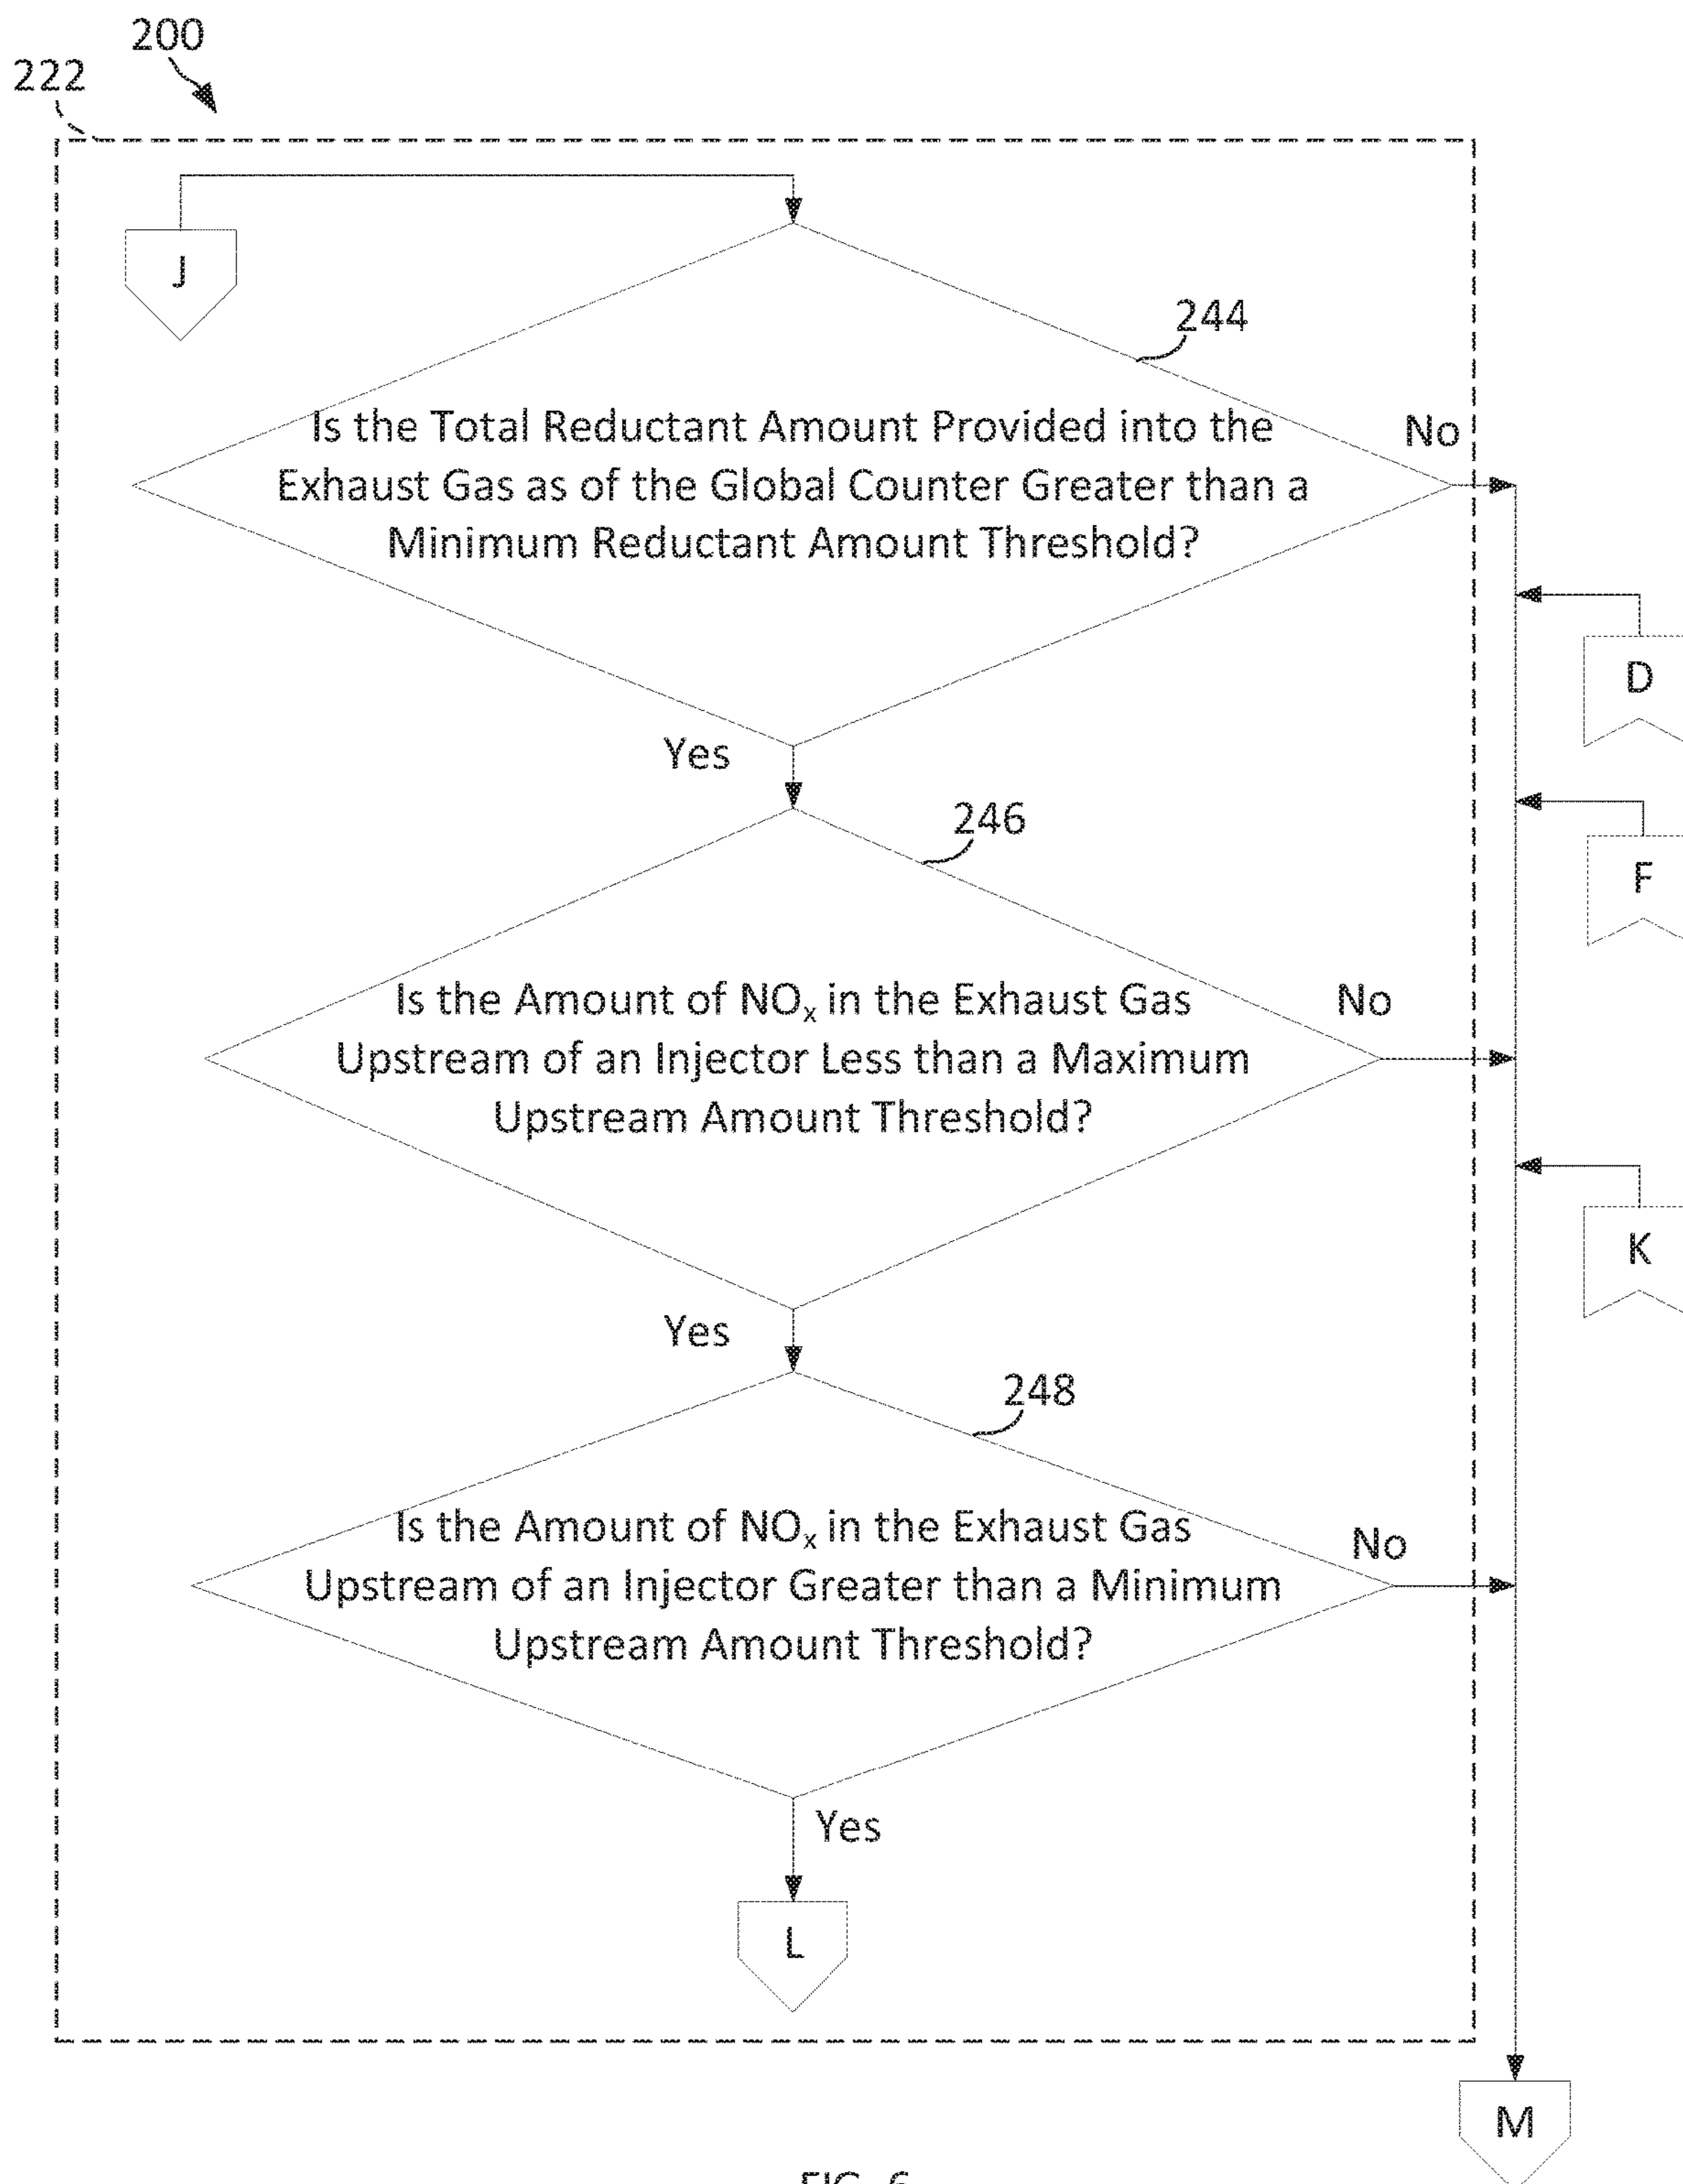 200
222
J
244
Is the Total Reductant Amount Provided into the
Exhaust Gas as of the Global Counter Greater than a
Minimum Reductant Amount Threshold?
No
D
Yes
246
F
Is the Amount of NOx in the Exhaust Gas
Upstream of an Injector Less than a Maximum
Upstream Amount Threshold?
No
K
Yes
248
Is the Amount of NOx in the Exhaust Gas
Upstream of an Injector Greater than a Minimum
Upstream Amount Threshold?
No
Yes
L
M
FIG. 6